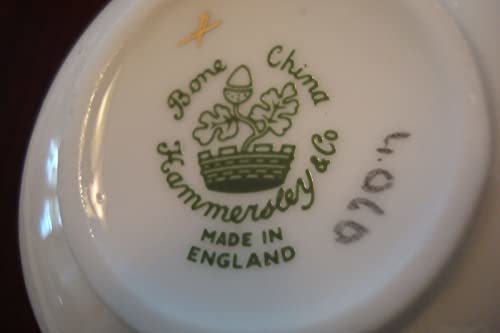 Bone China
Hammersley & Co
MADE IN
ENGLAND